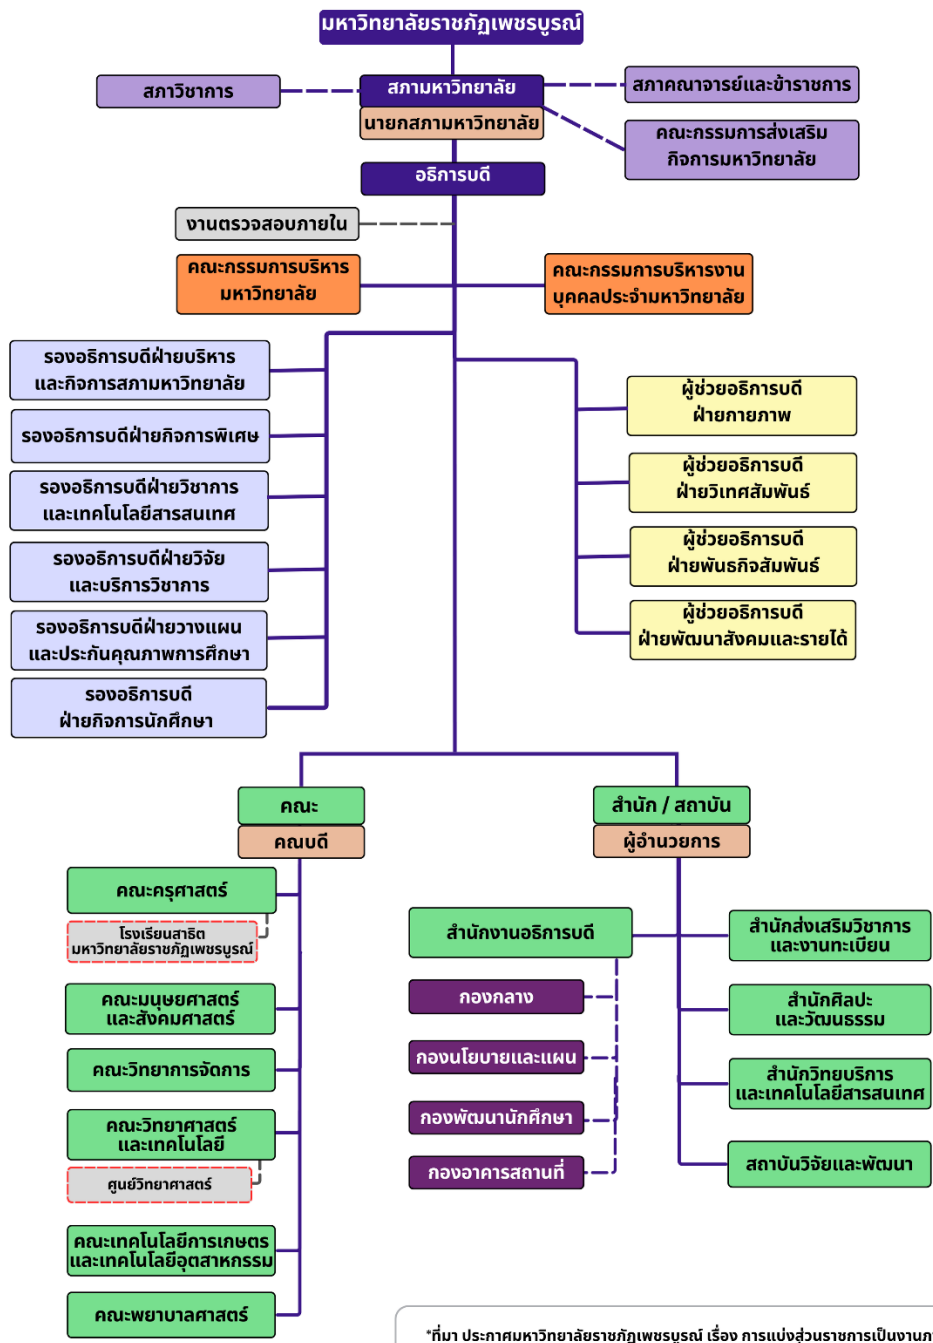 มหาวิทยาลัยราชภัฏเพชรบูรณ์
สภาวิชาการ
สภามหาวิทยาลัย
นายกสภามหาวิทยาลัย
สภาคณาจารย์และข้าราชการ
คณะกรรมการส่งเสริม
กิจการมหาวิทยาลัย
อธิการบดี
งานตรวจสอบภายใน
คณะกรรมการบริหาร
มหาวิทยาลัย
คณะกรรมการบริหารงาน
บุคคลประจำมหาวิทยาลัย
รองอธิการบดีฝ่ายบริหาร
และกิจการสภามหาวิทยาลัย
รองอธิการบดีฝ่ายกิจการพิเศษ
รองอธิการบดีฝ่ายวิชาการ
และเทคโนโลยีสารสนเทศ
รองอธิการบดีฝ่ายวิจัย
และบริการวิชาการ
รองอธิการบดีฝ่ายวางแผน
และประกันคุณภาพการศึกษา
รองอธิการบดี
ฝ่ายกิจการนักศึกษา
ผู้ช่วยอธิการบดี
ฝ่ายกายภาพ
ผู้ช่วยอธิการบดี
ฝ่ายวิเทศสัมพันธ์
ผู้ช่วยอธิการบดี
ฝ่ายพันธกิจสัมพันธ์
ผู้ช่วยอธิการบดี
ฝ่ายพัฒนาสังคมและรายได้
คณะ
คณบดี
คณะครุศาสตร์
โรงเรียนสาธิต
มหาวิทยาลัยราชภัฏเพชรบูรณ์
คณะมนุษยศาสตร์
และสังคมศาสตร์
คณะวิทยาการจัดการ
คณะวิทยาศาสตร์
และเทคโนโลยี
ศูนย์วิทยาศาสตร์
คณะเทคโนโลยีการเกษตร
และเทคโนโลยีอุตสาหกรรม
คณะพยาบาลศาสตร์
สำนัก / สถาบัน
ผู้อำนวยการ
สำนักงานอธิการบดี
กองกลาง
กองนโยบายและแผน
กองพัฒนานักศึกษา
กองอาคารสถานที่
สำนักส่งเสริมวิชาการ
และงานทะเบียน
สำนักศิลปะ
และวัฒนธรรม
สำนักวิทยบริการ
และเทคโนโลยีสารสนเทศ
สถาบันวิจัยและพัฒนา
*ที่มา ประกาศมหาวิทยาลัยราชภัฏเพชรบูรณ์ เรื่อง การแบ่งส่วนราชการเป็นงาน